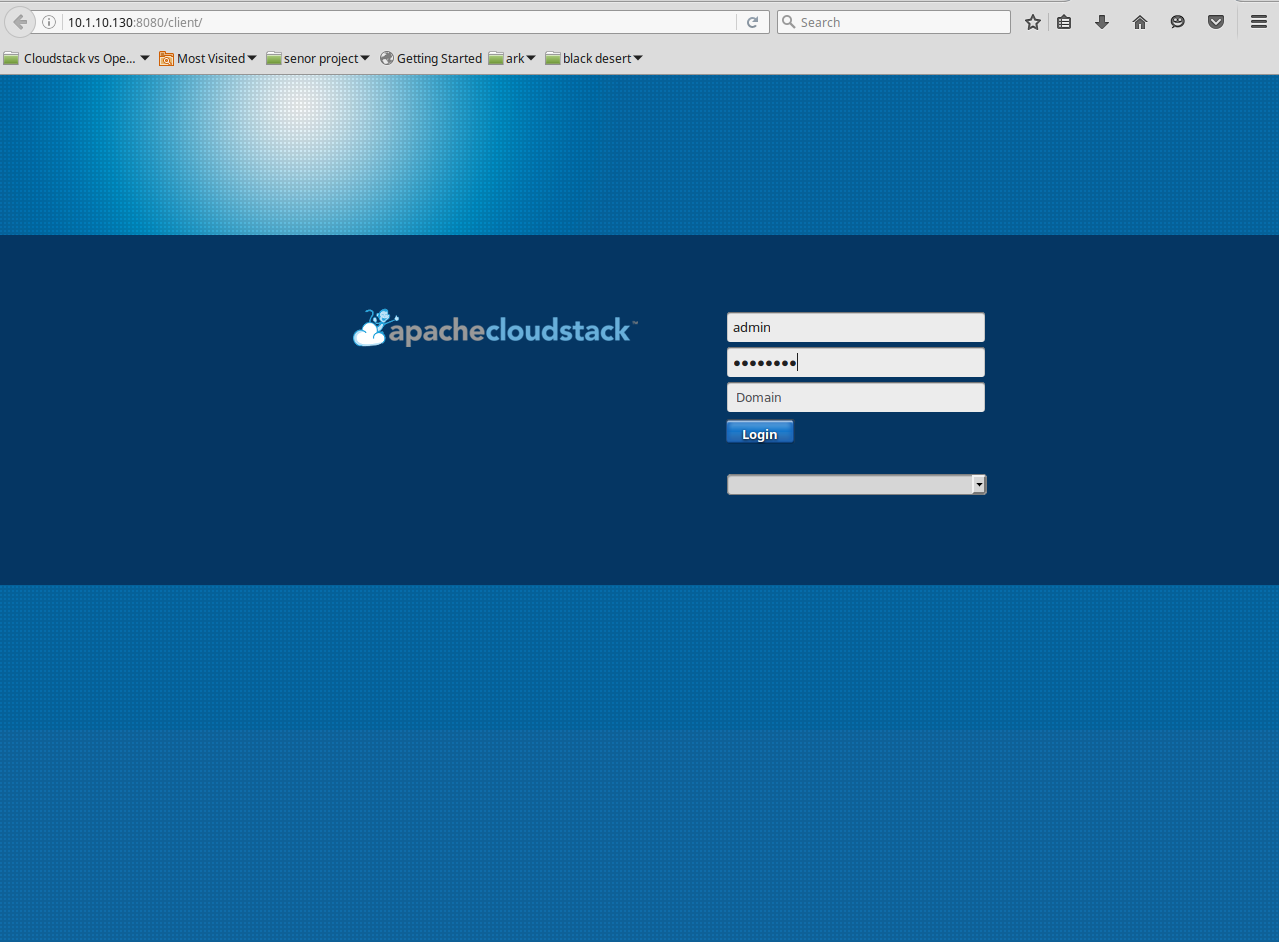 10.1.10.130:8080/client/ Search
Cloudstack vs Ope... Most Visited senor project Getting Started ark black desert
apachecloudstack™
admin
••••••••
Domain
Login